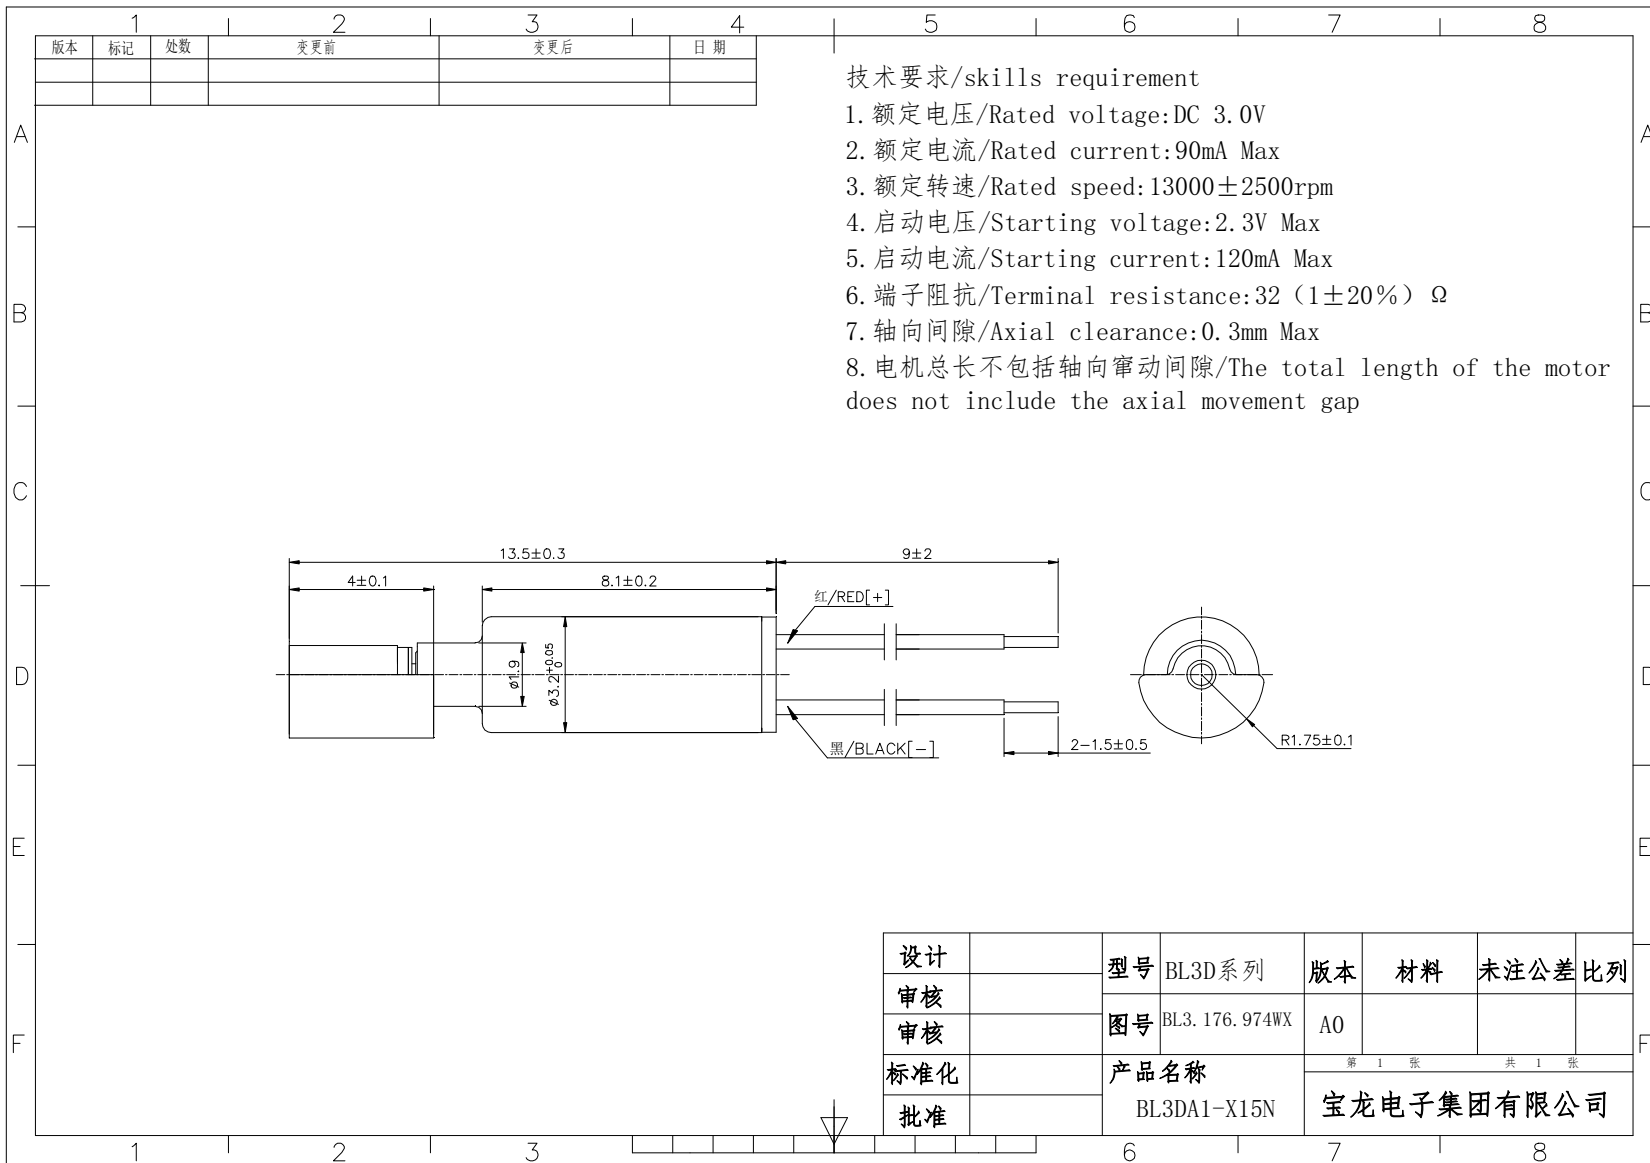 1 2 3 4 5 6 7 8
版本 标记 处数 变更前 变更后 日 期
技术要求/skills requirement
1.额定电压/Rated voltage:DC 3.0V
2.额定电流/Rated current:90mA Max
3.额定转速/Rated speed:13000±2500rpm
4.启动电压/Starting voltage:2.3V Max
5.启动电流/Starting current:120mA Max
6.端子阻抗/Terminal resistance:32（1±20%）Ω
7.轴向间隙/Axial clearance:0.3mm Max
8.电机总长不包括轴向窜动间隙/The total length of the motor
does not include the axial movement gap
A A
B B
C C
D D
E E
F F
13.5±0.3 9±2
4±0.1 8.1±0.2
红/RED[+]
ø1.9
ø3.2+0.05 0
黑/BLACK[-]
2-1.5±0.5
R1.75±0.1
设计 型号 BL3D系列 版本 材料 未注公差 比列
审核
审核 图号 BL3.176.974WX A0
标准化 产品名称 第 1 张 共 1 张
批准 BL3DA1-X15N 宝龙电子集团有限公司
1 2 3 6 7 8